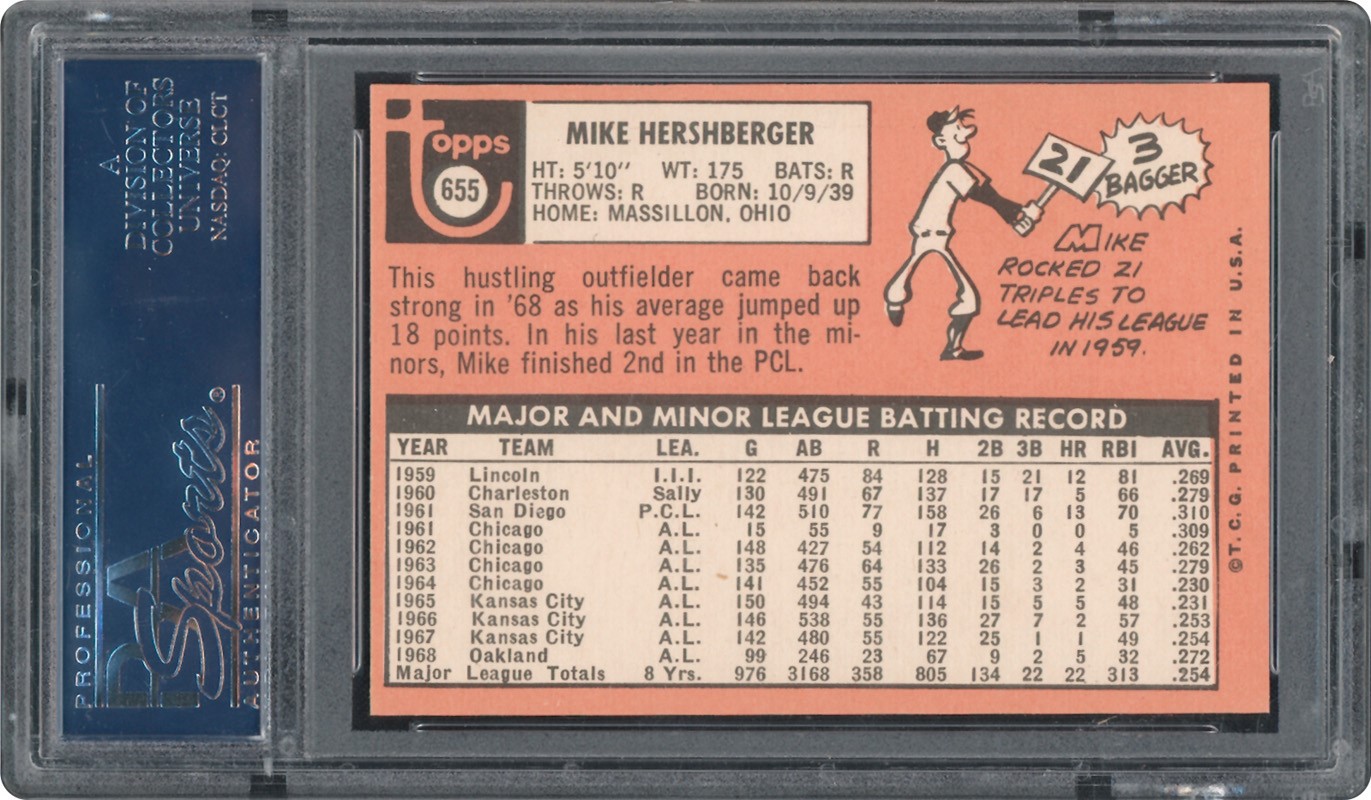 A
DIVISION OF
COLLECTORS
UNIVERSE
NASDAQ: CLCT
PROFESSIONAL
PSA
Sports®
AUTHENTICATOR
Topps
655
MIKE HERSHBERGER
HT: 5'10" WT: 175 BATS: R
THROWS: R BORN: 10/9/39
HOME: MASSILLON, OHIO
This hustling outfielder came back
strong in '68 as his average jumped up
18 points. In his last year in the mi-
nors, Mike finished 2nd in the PCL.
21
3
BAGGER
MIKE
ROCKED 21
TRIPLES TO
LEAD HIS LEAGUE
IN 1959.
MAJOR AND MINOR LEAGUE BATTING RECORD
YEAR TEAM LEA. G AB R H 2B 3B HR RBI AVG.
1959 Lincoln I.I.I. 122 475 84 128 15 21 12 81 .269
1960 Charleston Sally 130 491 67 137 17 17 5 66 .279
1961 San Diego P.C.L. 142 510 77 158 26 6 13 70 .310
1961 Chicago A.L. 15 55 9 17 3 0 0 5 .309
1962 Chicago A.L. 148 427 54 112 14 2 4 46 .262
1963 Chicago A.L. 135 476 64 133 26 2 3 45 .279
1964 Chicago A.L. 141 452 55 104 15 3 2 31 .230
1965 Kansas City A.L. 150 494 43 114 15 5 5 48 .231
1966 Kansas City A.L. 146 538 55 136 27 7 2 57 .253
1967 Kansas City A.L. 142 480 55 122 25 1 1 49 .254
1968 Oakland A.L. 99 246 23 67 9 2 5 32 .272
Major League Totals 8 Yrs. 976 3168 358 805 134 22 22 313 .254
©T. C. G. PRINTED IN U.S.A.